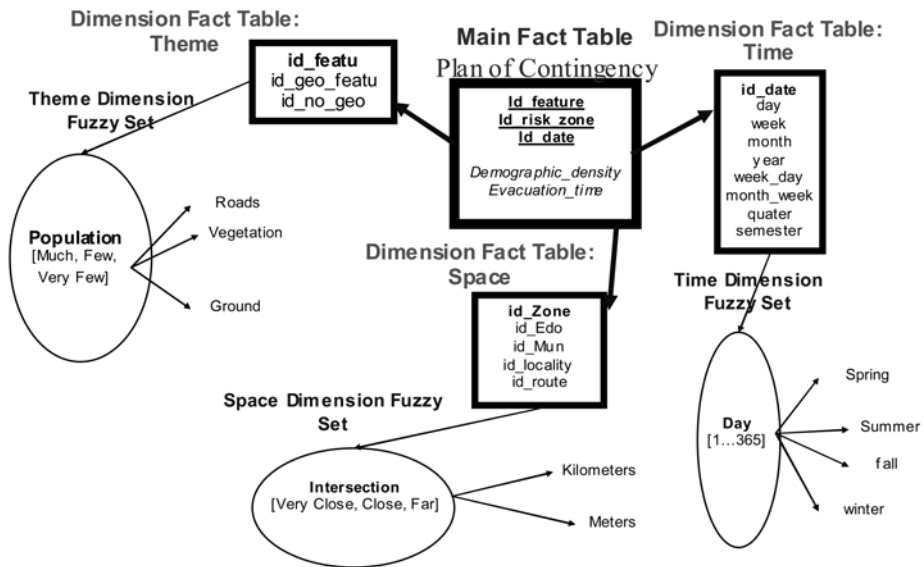 Dimension Fact Table:
Theme
id_featu
id_geo_featu
id_no_geo
Main Fact Table
Plan of Contingency
Id_feature
Id_risk_zone
Id_date
Demographic_density
Evacuation_time
Dimension Fact Table:
Time
id_date
day
week
month
year
week_day
month_week
quater
semester
Theme Dimension
Fuzzy Set
Population
[Much, Few,
Very Few]
Roads
Vegetation
Ground
Dimension Fact Table:
Space
id_Zone
id_Edo
id_Mun
id_locality
id_route
Space Dimension Fuzzy
Set
Intersection
[Very Close, Close, Far]
Kilometers
Meters
Time Dimension
Fuzzy Set
Day
[1...365]
Spring
Summer
fall
winter